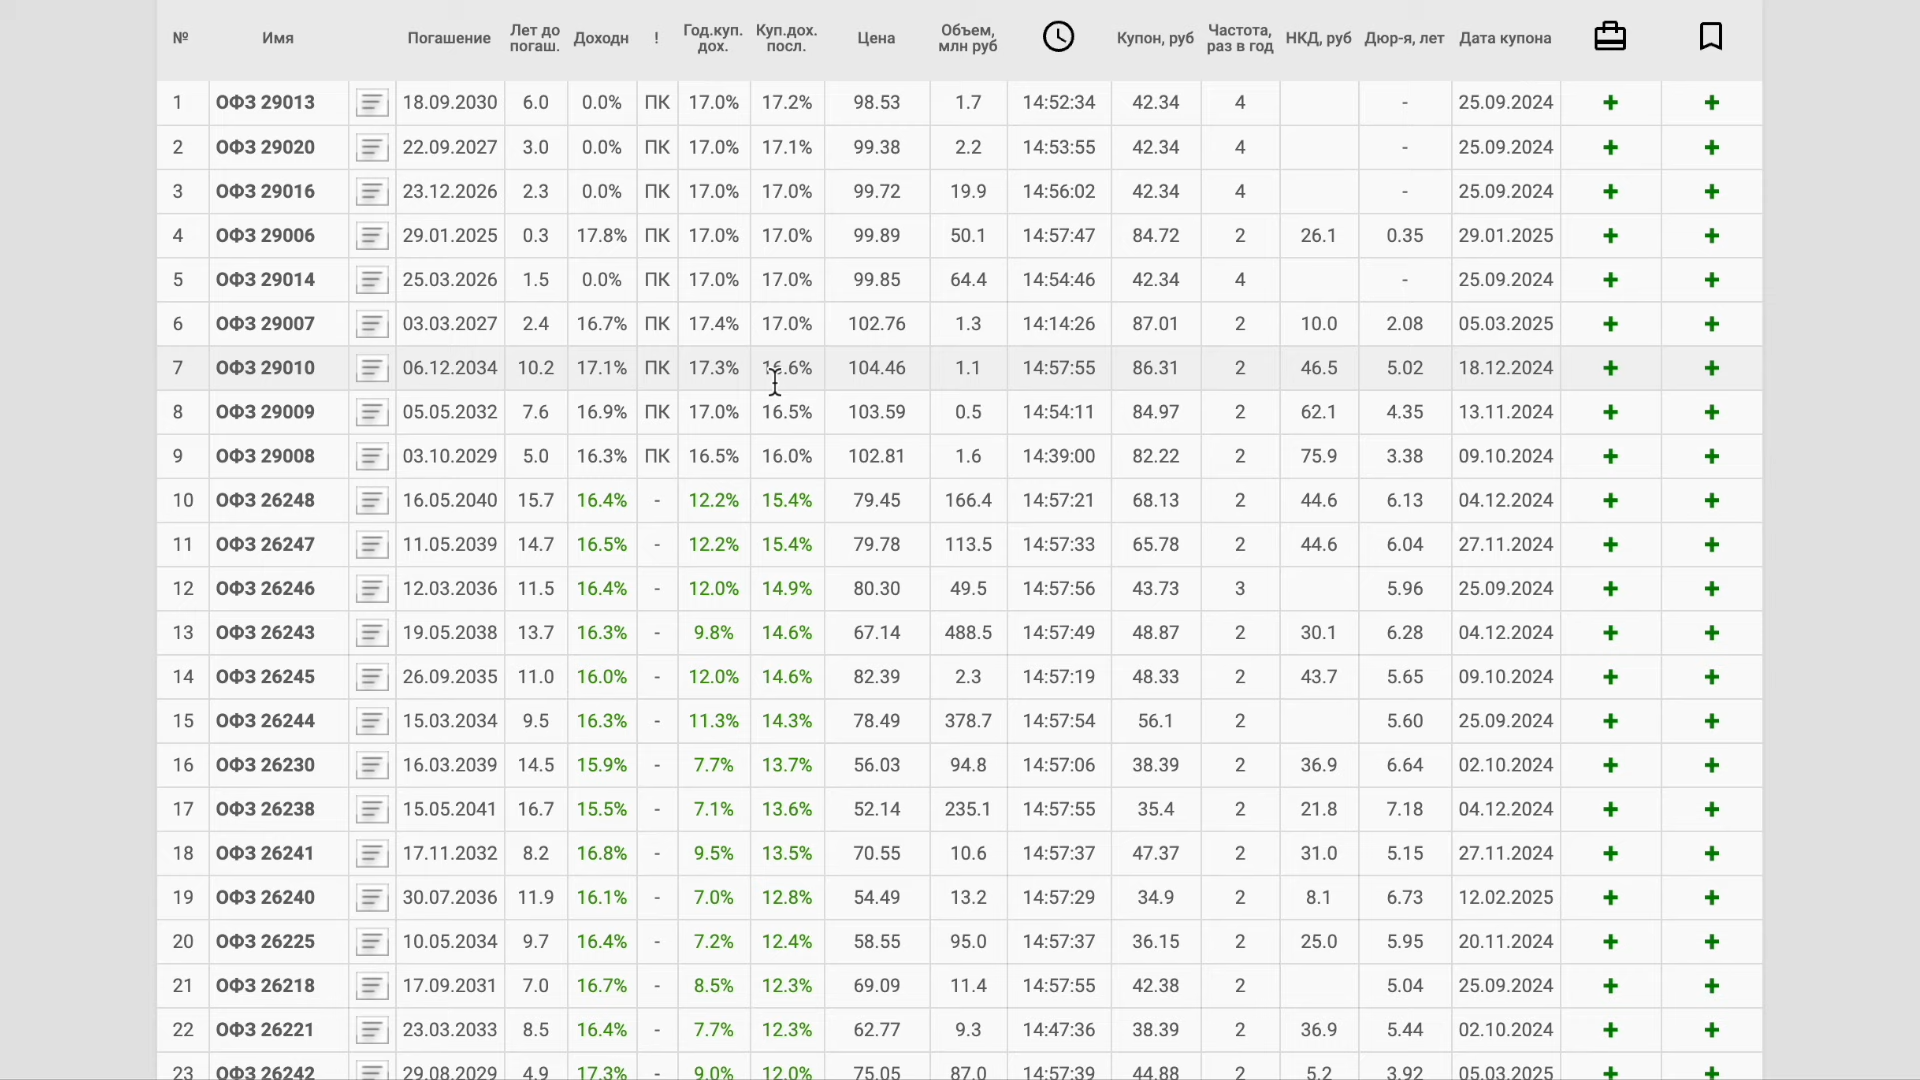 № Имя Погашение Лет до погаш. Доходн ! Год.куп. дох. Куп.дох. посл. Цена Объем, млн руб Купон, руб Частота, раз в год НКД, руб Дюр-я, лет Дата купона
1 ОФЗ 29013 18.09.2030 6.0 0.0% ПК 17.0% 17.2% 98.53 1.7 14:52:34 42.34 4 - 25.09.2024 + +
2 ОФЗ 29020 22.09.2027 3.0 0.0% ПК 17.0% 17.1% 99.38 2.2 14:53:55 42.34 4 - 25.09.2024 + +
3 ОФЗ 29016 23.12.2026 2.3 0.0% ПК 17.0% 17.0% 99.72 19.9 14:56:02 42.34 4 - 25.09.2024 + +
4 ОФЗ 29006 29.01.2025 0.3 17.8% ПК 17.0% 17.0% 99.89 50.1 14:57:47 84.72 2 26.1 0.35 29.01.2025 + +
5 ОФЗ 29014 25.03.2026 1.5 0.0% ПК 17.0% 17.0% 99.85 64.4 14:54:46 42.34 4 - 25.09.2024 + +
6 ОФЗ 29007 03.03.2027 2.4 16.7% ПК 17.4% 17.0% 102.76 1.3 14:14:26 87.01 2 10.0 2.08 05.03.2025 + +
7 ОФЗ 29010 06.12.2034 10.2 17.1% ПК 17.3% 16.6% 104.46 1.1 14:57:55 86.31 2 46.5 5.02 18.12.2024 + +
8 ОФЗ 29009 05.05.2032 7.6 16.9% ПК 17.0% 16.5% 103.59 0.5 14:54:11 84.97 2 62.1 4.35 13.11.2024 + +
9 ОФЗ 29008 03.10.2029 5.0 16.3% ПК 16.5% 16.0% 102.81 1.6 14:39:00 82.22 2 75.9 3.38 09.10.2024 + +
10 ОФЗ 26248 16.05.2040 15.7 16.4% - 12.2% 15.4% 79.45 166.4 14:57:21 68.13 2 44.6 6.13 04.12.2024 + +
11 ОФЗ 26247 11.05.2039 14.7 16.5% - 12.2% 15.4% 79.78 113.5 14:57:33 65.78 2 44.6 6.04 27.11.2024 + +
12 ОФЗ 26246 12.03.2036 11.5 16.4% - 12.0% 14.9% 80.30 49.5 14:57:56 43.73 3 5.96 25.09.2024 + +
13 ОФЗ 26243 19.05.2038 13.7 16.3% - 9.8% 14.6% 67.14 488.5 14:57:49 48.87 2 30.1 6.28 04.12.2024 + +
14 ОФЗ 26245 26.09.2035 11.0 16.0% - 12.0% 14.6% 82.39 2.3 14:57:19 48.33 2 43.7 5.65 09.10.2024 + +
15 ОФЗ 26244 15.03.2034 9.5 16.3% - 11.3% 14.3% 78.49 378.7 14:57:54 56.1 2 5.60 25.09.2024 + +
16 ОФЗ 26230 16.03.2039 14.5 15.9% - 7.7% 13.7% 56.03 94.8 14:57:06 38.39 2 36.9 6.64 02.10.2024 + +
17 ОФЗ 26238 15.05.2041 16.7 15.5% - 7.1% 13.6% 52.14 235.1 14:57:55 35.4 2 21.8 7.18 04.12.2024 + +
18 ОФЗ 26241 17.11.2032 8.2 16.8% - 9.5% 13.5% 70.55 10.6 14:57:37 47.37 2 31.0 5.15 27.11.2024 + +
19 ОФЗ 26240 30.07.2036 11.9 16.1% - 7.0% 12.8% 54.49 13.2 14:57:29 34.9 2 8.1 6.73 12.02.2025 + +
20 ОФЗ 26225 10.05.2034 9.7 16.4% - 7.2% 12.4% 58.55 95.0 14:57:37 36.15 2 25.0 5.95 20.11.2024 + +
21 ОФЗ 26218 17.09.2031 7.0 16.7% - 8.5% 12.3% 69.09 11.4 14:57:55 42.38 2 5.04 25.09.2024 + +
22 ОФЗ 26221 23.03.2033 8.5 16.4% - 7.7% 12.3% 62.77 9.3 14:47:36 38.39 2 36.9 5.44 02.10.2024 + +
23 ОФЗ 26242 29.08.2029 4.9 17.3% - 9.0% 12.0% 75.05 87.0 14:57:39 44.88 2 5.2 3.92 05.03.2025 + +